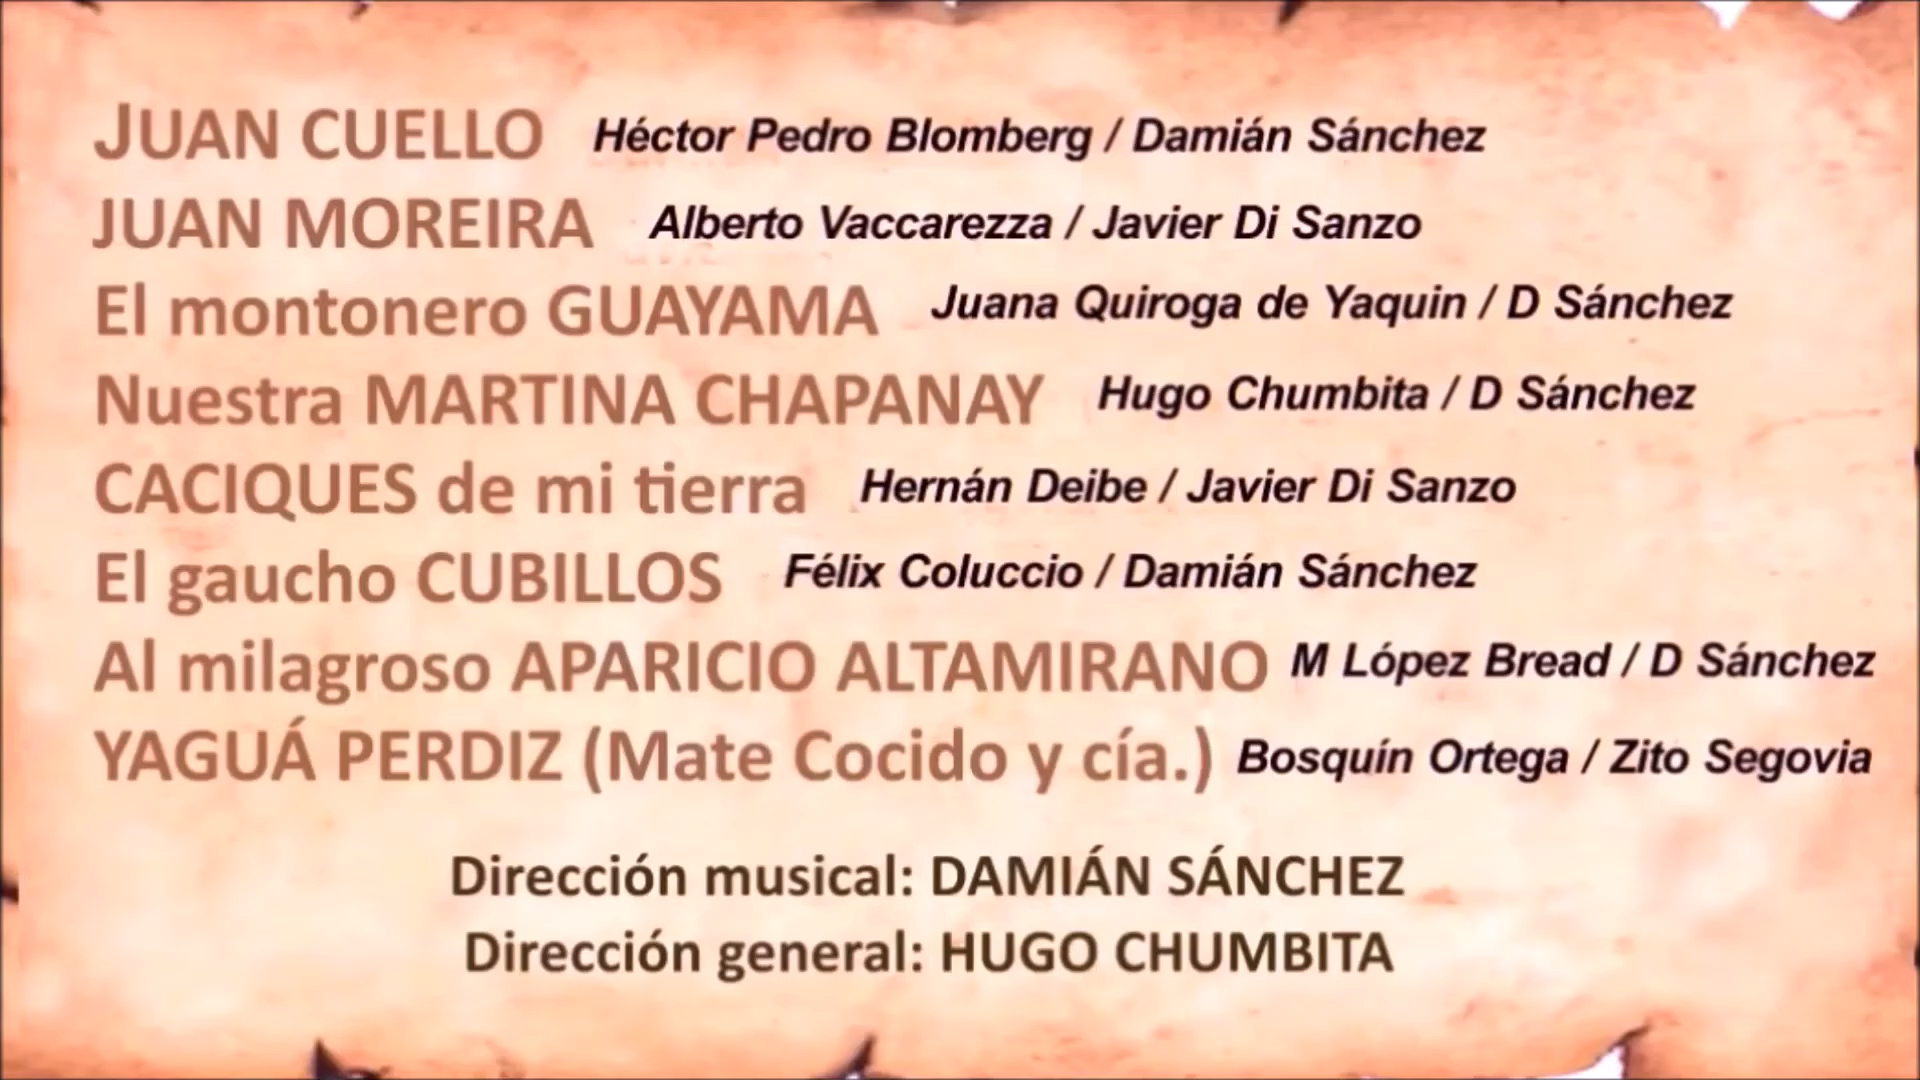 JUAN CUELLO Héctor Pedro Blomberg / Damián Sánchez
JUAN MOREIRA Alberto Vaccarezza / Javier Di Sanzo
El montonero GUAYAMA Juana Quiroga de Yaquin / D Sánchez
Nuestra MARTINA CHAPANAY Hugo Chumbita / D Sánchez
CACIQUES de mi tierra Hernán Deibe / Javier Di Sanzo
El gaucho CUBILLOS Félix Coluccio / Damián Sánchez
Al milagroso APARICIO ALTAMIRANO M López Bread / D Sánchez
YAGUÁ PERDIZ (Mate Cocido y cía.) Bosquín Ortega / Zito Segovia
Dirección musical: DAMIÁN SÁNCHEZ
Dirección general: HUGO CHUMBITA